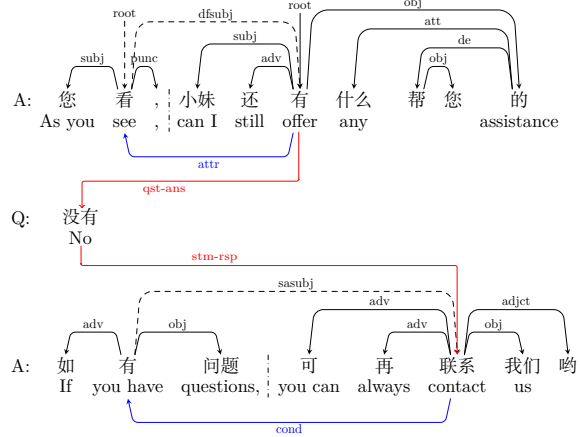 obj
root dfsubj root
subj att
subj punc adv de obj
A: 您 看 , 小妹 还 有 什么 帮 您 的
As you see , can I still offer any assistance
attr
qst-ans
Q: 没有
No
stm-rsp
sasubj
adv adjct
adv obj adv obj
A: 如 有 问题 可 再 联系 我们 哟
If you have questions, you can always contact us
cond